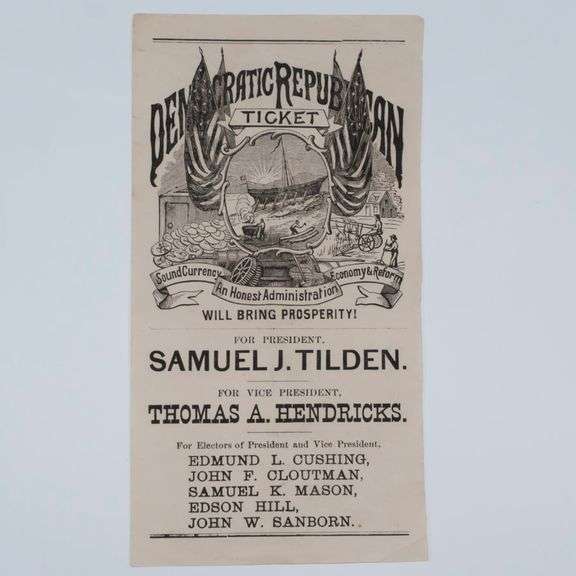 DEMOCRATIC REPUBLICAN
TICKET
Sound Currency
Economy & Reform
An Honest Administration
WILL BRING PROSPERITY!
FOR PRESIDENT,
SAMUEL J. TILDEN.
FOR VICE PRESIDENT,
THOMAS A. HENDRICKS.
For Electors of President and Vice President,
EDMUND L. CUSHING,
JOHN F. CLOUTMAN,
SAMUEL K. MASON,
EDSON HILL,
JOHN W. SANBORN.